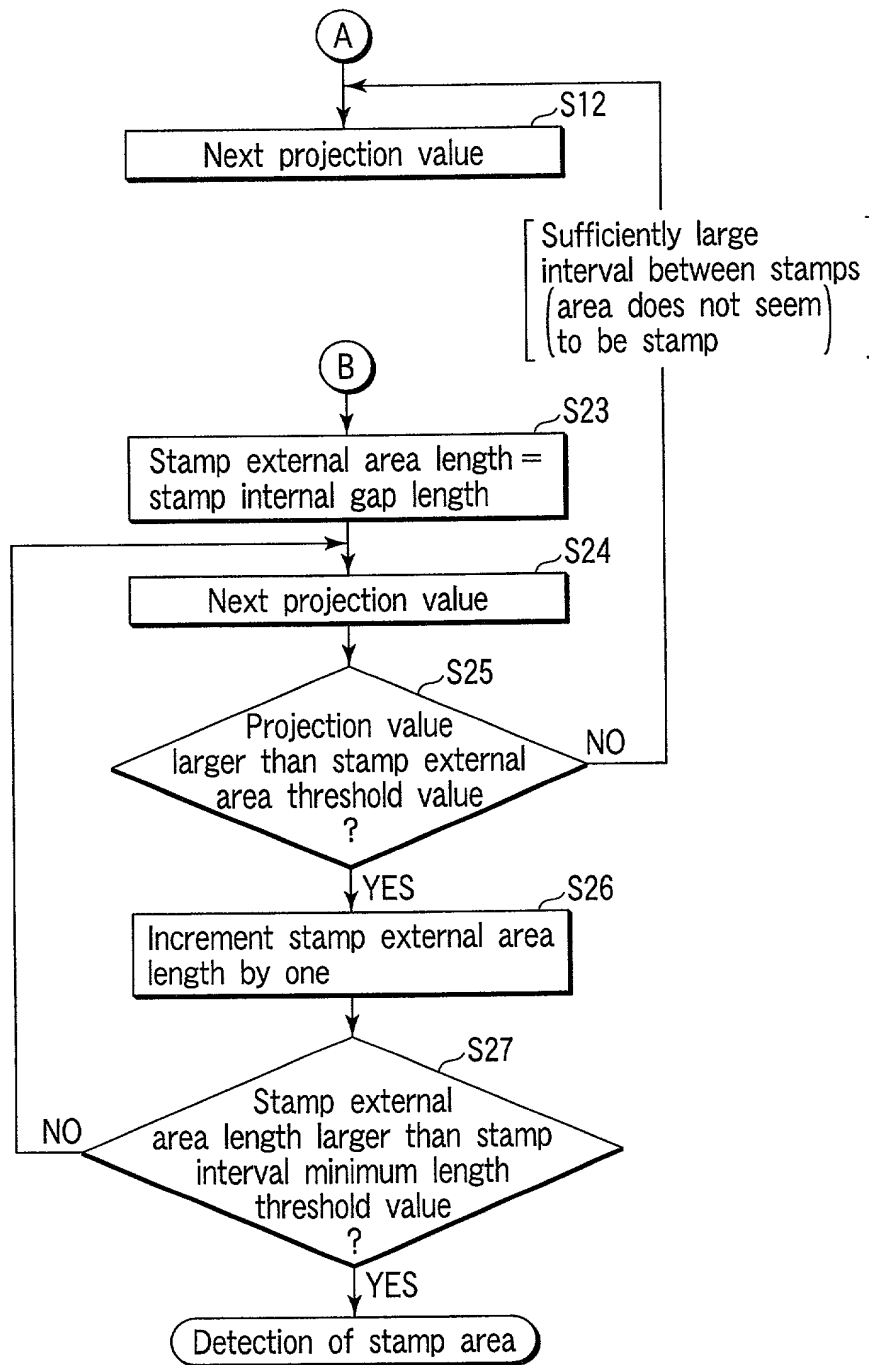 A
S12
Next projection value
Sufficiently large
interval between stamps
(area does not seem
to be stamp)
B
S23
Stamp external area length =
stamp internal gap length
S24
Next projection value
S25
Projection value
larger than stamp external
area threshold value
?
NO
YES
S26
Increment stamp external area
length by one
S27
Stamp external
area length larger than stamp
interval minimum length
threshold value
?
NO
YES
Detection of stamp area